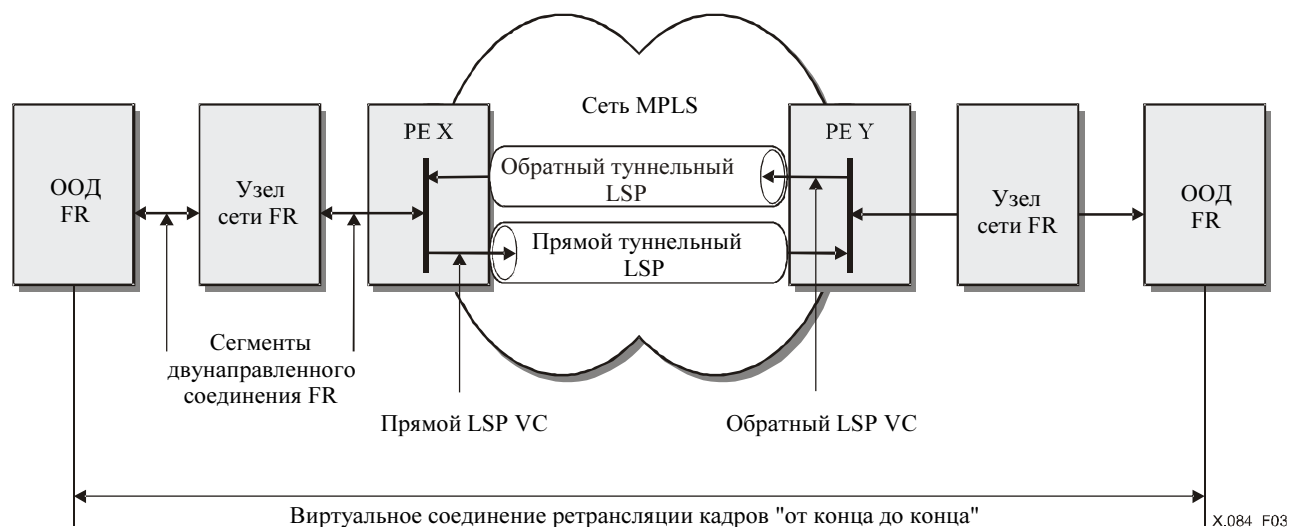 Сеть MPLS
ООД
FR
Узел
сети FR
PE X
Обратный туннельный
LSP
Прямой туннельный
LSP
PE Y
Узел
сети FR
ООД
FR
Сегменты
двунаправленного
соединения FR
Прямой LSP VC
Обратный LSP VC
Виртуальное соединение ретрансляции кадров "от конца до конца"
X.084_F03